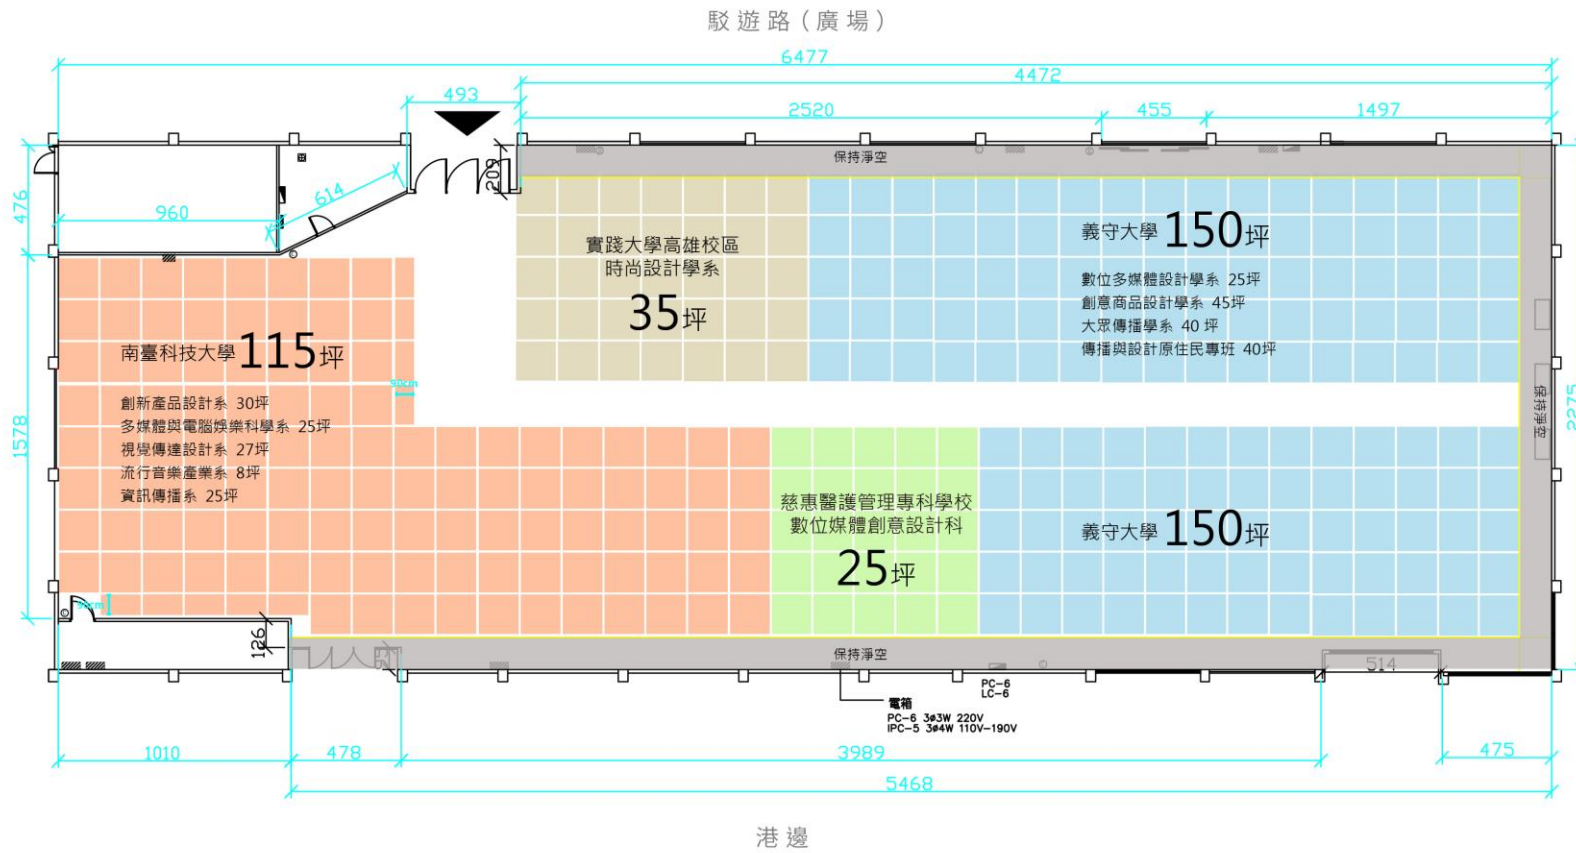 駁遊路(廣場)
6477
4472
493
2520
455
1497
保持淨空
209
476
614
960
2275
實踐大學高雄校區
時尚設計學系
35坪
義守大學 150坪
數位多媒體設計學系 25坪
創意商品設計學系 45坪
大眾傳播學系 40 坪
傳播與設計原住民專班 40坪
南臺科技大學 115坪
90cm
創新產品設計系 30坪
多媒體與電腦娛樂科學系 25坪
視覺傳達設計系 27坪
流行音樂產業系 8坪
資訊傳播系 25坪
1578
保持淨空
慈惠醫護管理專科學校
數位媒體創意設計科
25坪
義守大學 150坪
90cm
126
保持淨空
514
PC-6
LC-6
電箱
PC-6 3ø3W 220V
IPC-5 3ø4W 110V-190V
1010
478
3989
475
5468
港邊